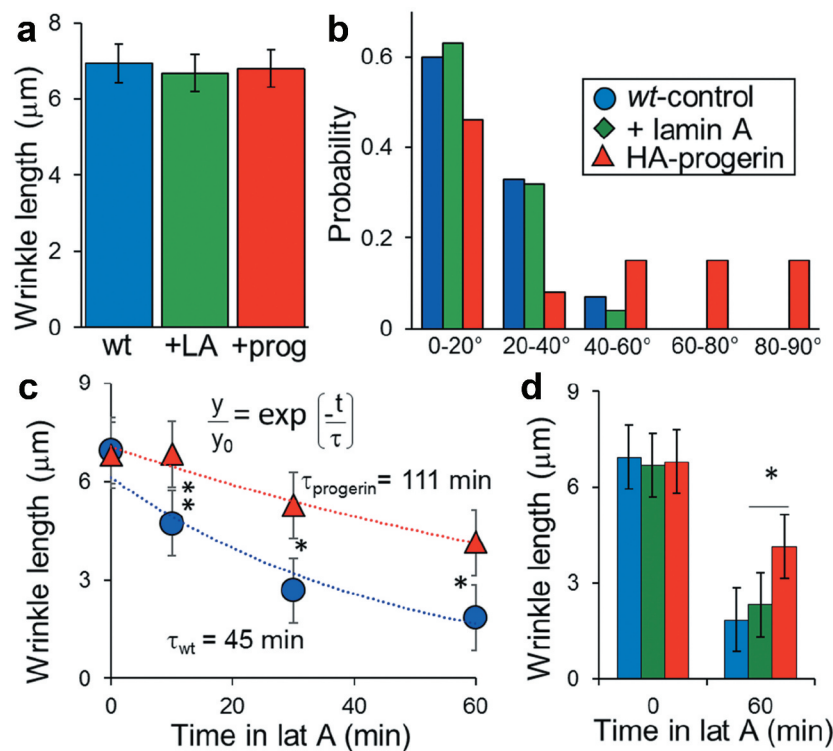 a
Wrinkle length (μm)
8
6
4
2
0
wt +LA +prog
b
Probability
0.6
0.4
0.2
0
0-20° 20-40° 40-60° 60-80° 80-90°
wt-control
+ lamin A
HA-progerin
c
Wrinkle length (μm)
9
6
3
0
y/y₀ = exp (-t/τ)
τprogerin = 111 min
**
*
*
τwt = 45 min
0 20 40 60
Time in lat A (min)
d
Wrinkle length (μm)
9
6
3
0
*
0 60
Time in lat A (min)